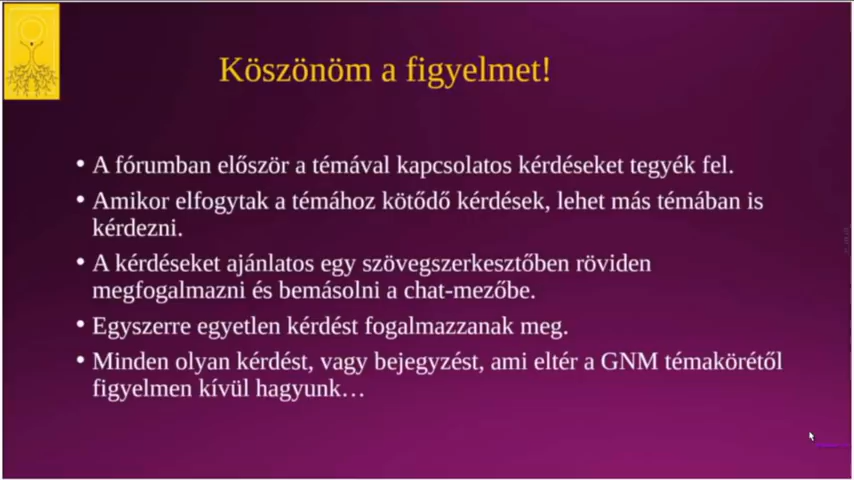 Köszönöm a figyelmet!
• A fórumban először a témával kapcsolatos kérdéseket tegyék fel.
• Amikor elfogytak a témához kötődő kérdések, lehet más témában is
kérdezni.
• A kérdéseket ajánlatos egy szövegszerkesztőben röviden
megfogalmazni és bemásolni a chat-mezőbe.
• Egyszerre egyetlen kérdést fogalmazzanak meg.
• Minden olyan kérdést, vagy bejegyzést, ami eltér a GNM témakörétől
figyelmen kívül hagyunk…